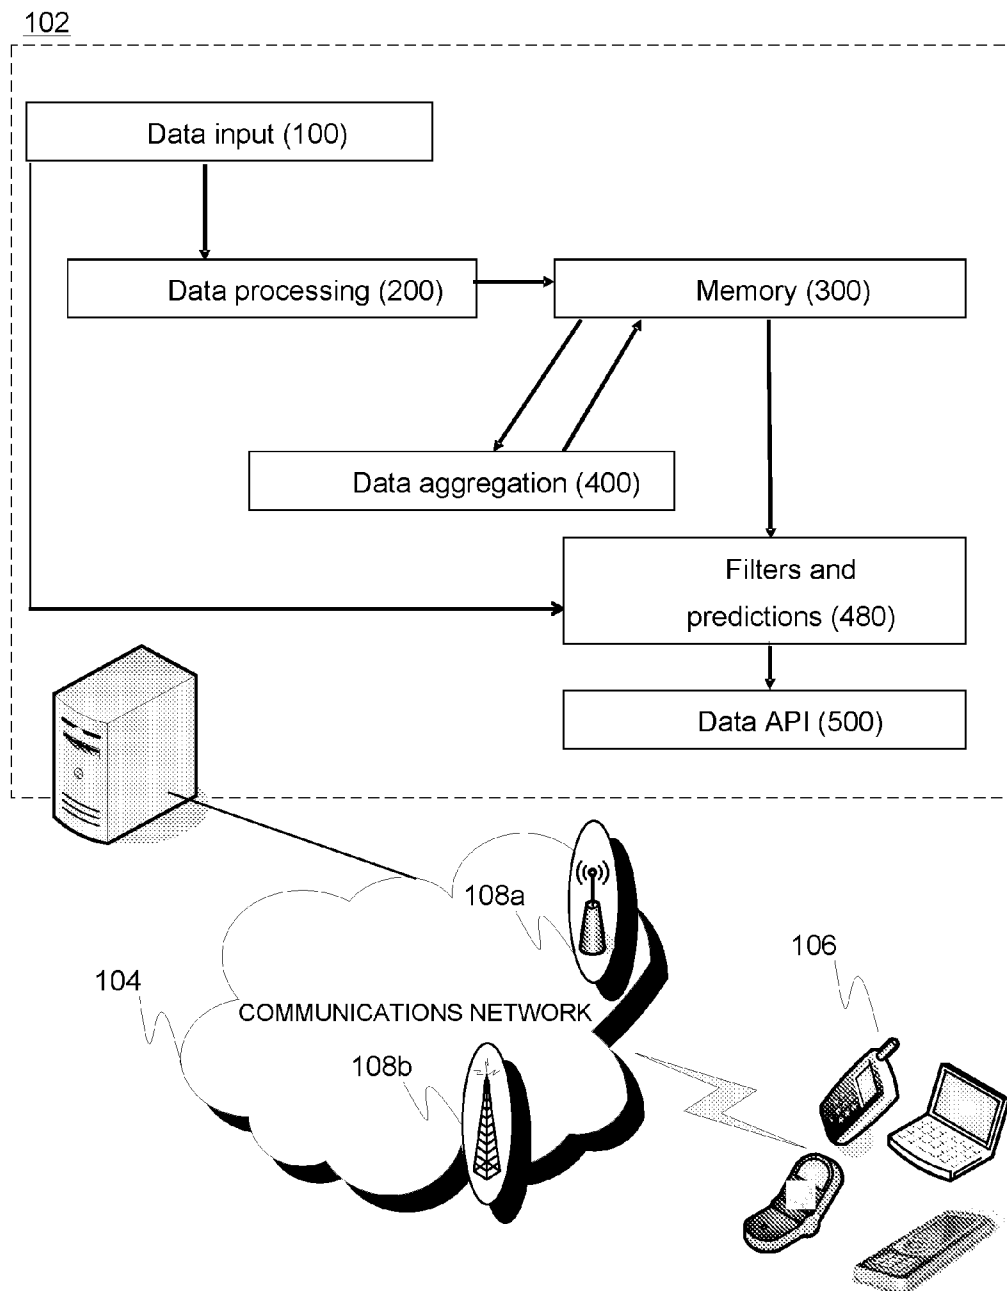 102
Data input (100)
Data processing (200)
Memory (300)
Data aggregation (400)
Filters and
predictions (480)
Data API (500)
108a
106
104
COMMUNICATIONS NETWORK
108b